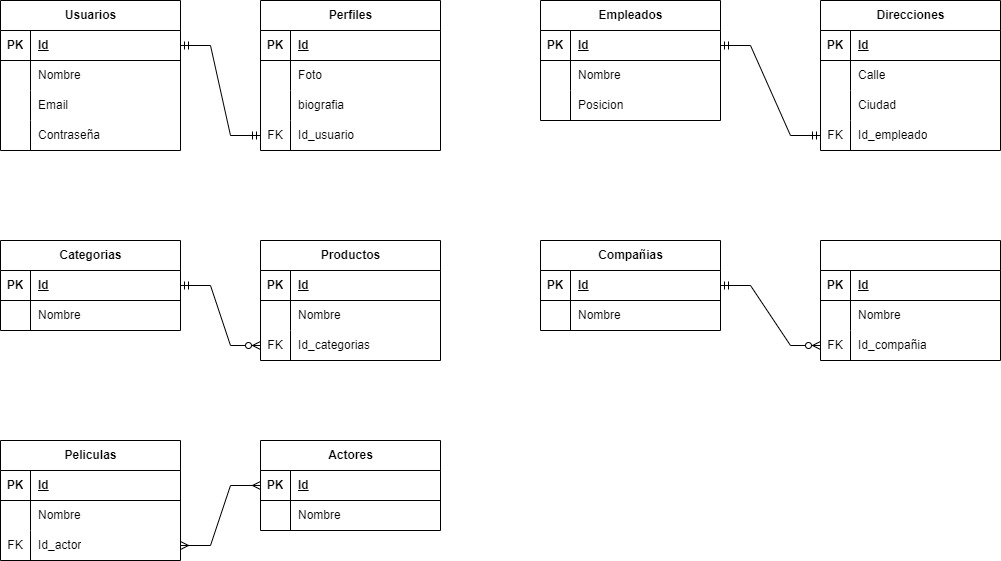 Usuarios
PK Id
Nombre
Email
Contraseña
Perfiles
PK Id
Foto
biografia
FK Id_usuario
Empleados
PK Id
Nombre
Posicion
Direcciones
PK Id
Calle
Ciudad
FK Id_empleado
Categorias
PK Id
Nombre
Productos
PK Id
Nombre
FK Id_categorias
Compañias
PK Id
Nombre
PK Id
Nombre
FK Id_compañia
Peliculas
PK Id
Nombre
FK Id_actor
Actores
PK Id
Nombre